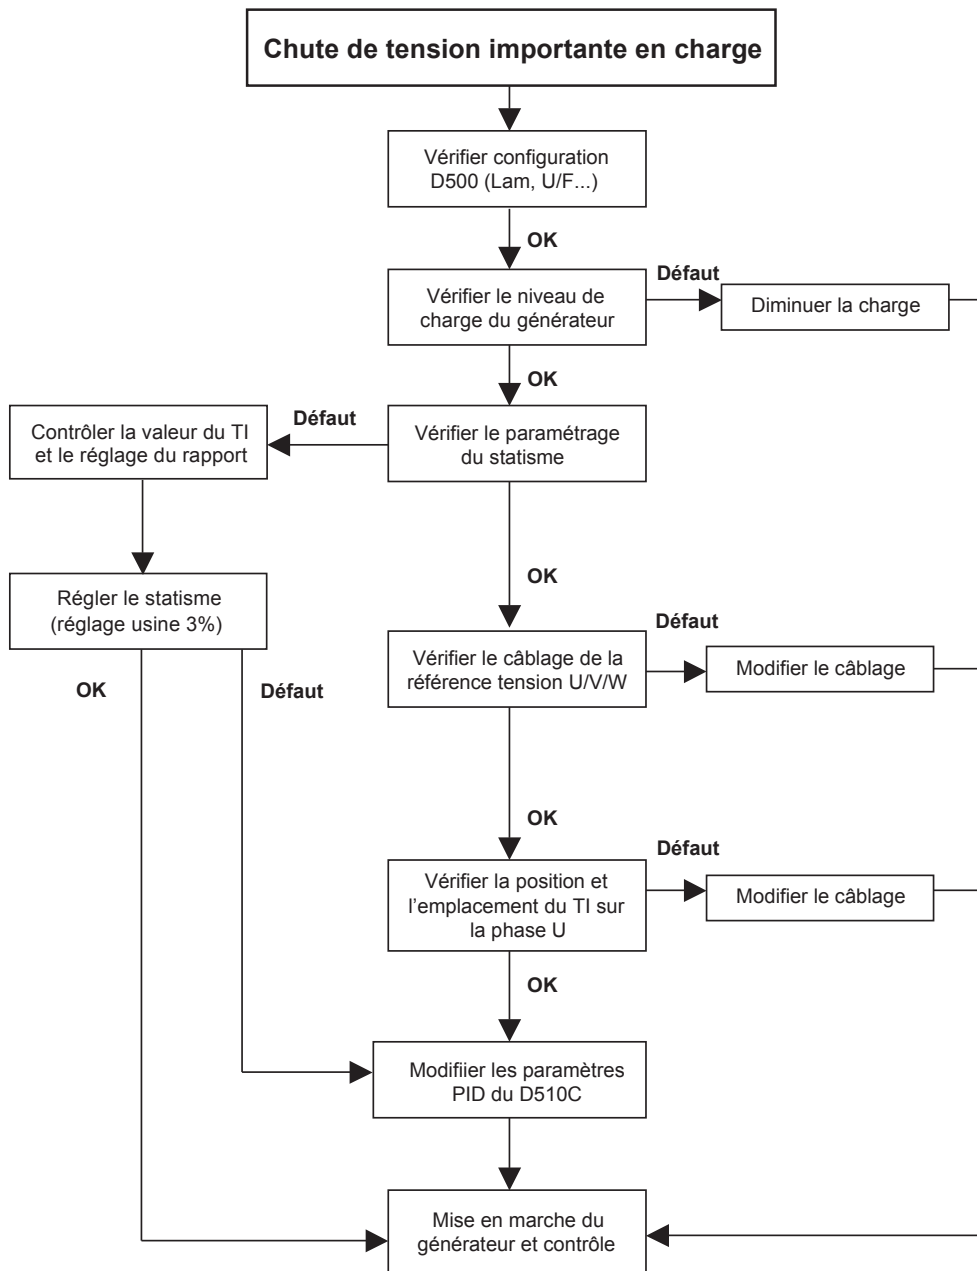 Chute de tension importante en charge
Vérifier configuration
D500 (Lam, U/F...)
OK
Vérifier le niveau de
charge du générateur
Défaut
Diminuer la charge
OK
Contrôler la valeur du TI
et le réglage du rapport
Défaut
Vérifier le paramétrage
du statisme
OK
Régler le statisme
(réglage usine 3%)
Vérifier le câblage de la
référence tension U/V/W
Défaut
Modifier le câblage
OK
Défaut
OK
Vérifier la position et
l'emplacement du TI sur
la phase U
Défaut
Modifier le câblage
OK
Modifiier les paramètres
PID du D510C
Mise en marche du
générateur et contrôle